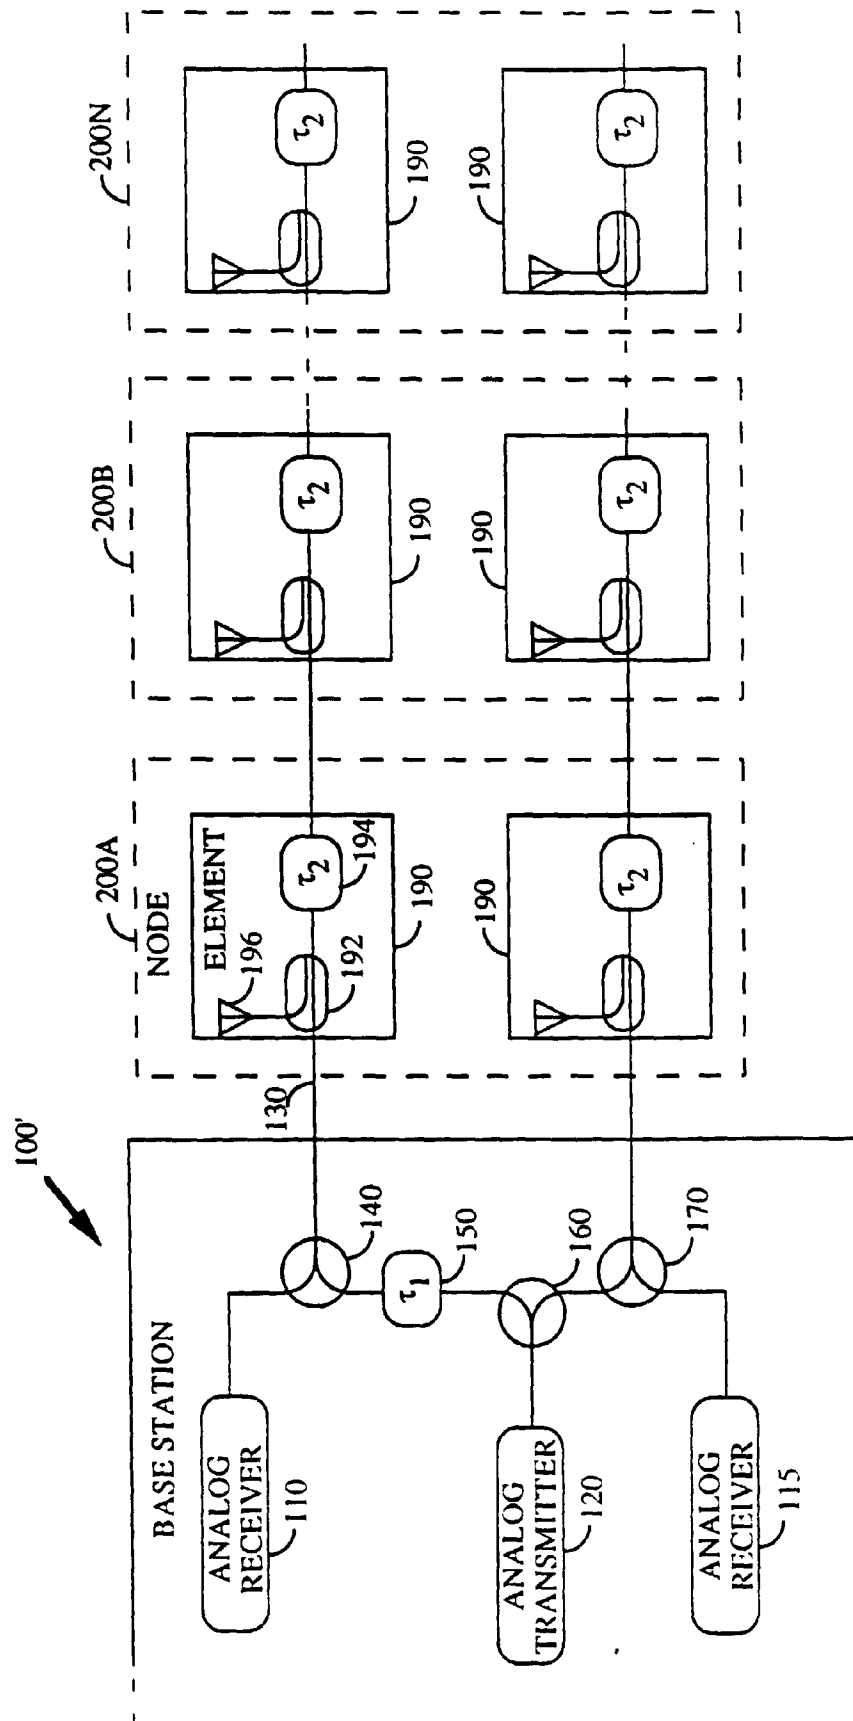 100'
BASE STATION
ANALOG
RECEIVER
110
140
τ1
150
ANALOG
TRANSMITTER
120
160
170
ANALOG
RECEIVER
115
130
200A
NODE
ELEMENT
196
192
τ2
194
190
190
τ2
200B
τ2
190
190
τ2
200N
τ2
190
190
τ2